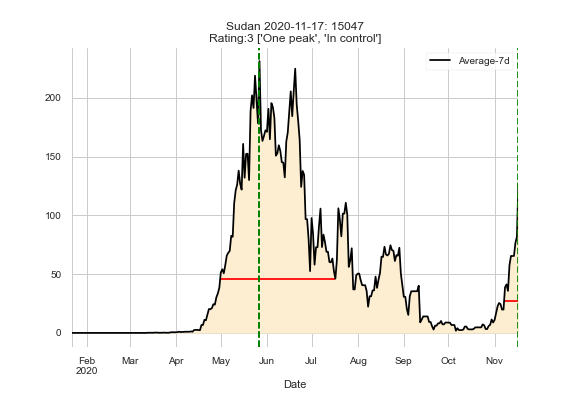 Sudan 2020-11-17: 15047
Rating:3 ['One peak', 'In control']
Average-7d
200
150
100
50
0
Feb Mar Apr May Jun Jul Aug Sep Oct Nov
2020
Date